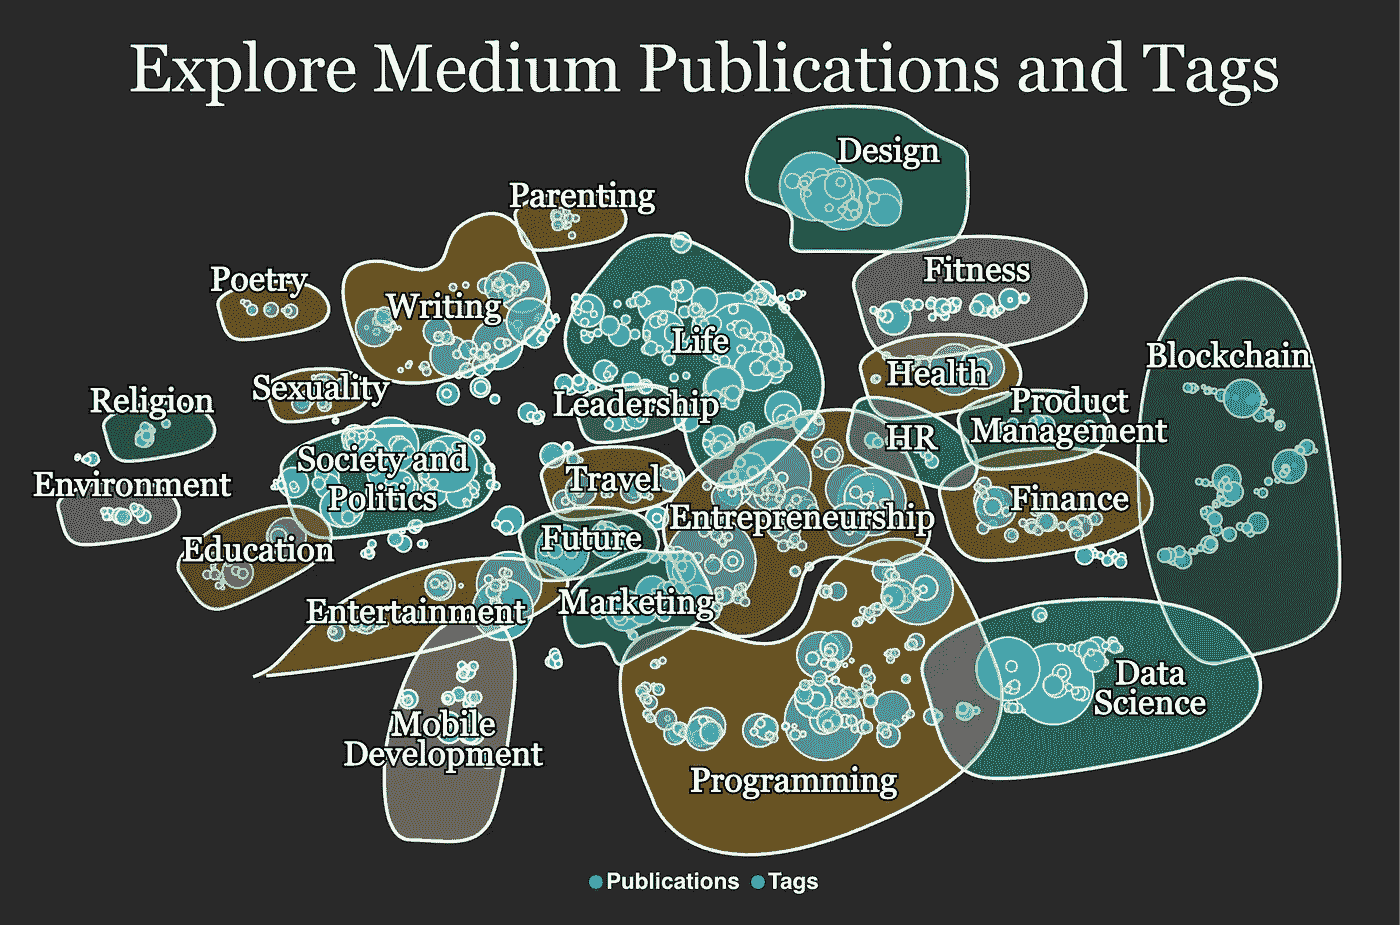 Explore Medium Publications and Tags
Design
Parenting
Fitness
Poetry
Writing
Life
Blockchain
Health
Sexuality
Religion
Leadership
Product
Management
HR
Society and
Politics
Travel
Environment
Finance
Entrepreneurship
Future
Education
Marketing
Entertainment
Data
Science
Mobile
Development
Programming
Publications
Tags